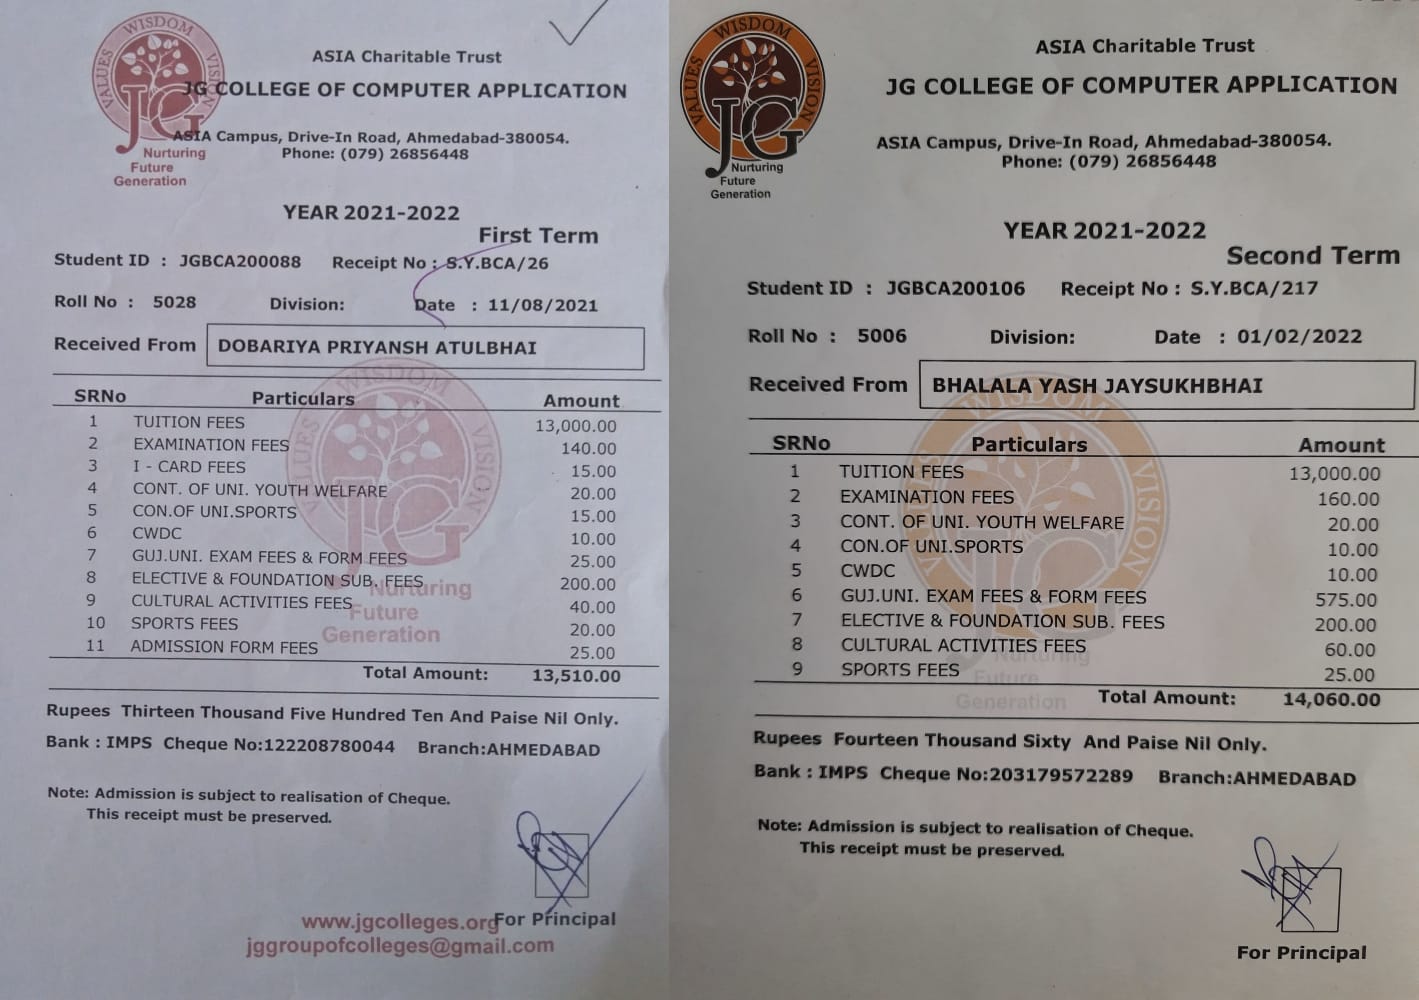 WISDOM
VALUES
VISION
JG
Nurturing
Future
Generation
ASIA Charitable Trust
JG COLLEGE OF COMPUTER APPLICATION
ASIA Campus, Drive-In Road, Ahmedabad-380054.
Phone: (079) 26856448
YEAR 2021-2022
First Term
Student ID : JGBCA200088 Receipt No : S.Y.BCA/26
Roll No : 5028 Division: Date : 11/08/2021
Received From DOBARIYA PRIYANSH ATULBHAI
SRNo Particulars Amount
1 TUITION FEES 13,000.00
2 EXAMINATION FEES 140.00
3 I - CARD FEES 15.00
4 CONT. OF UNI. YOUTH WELFARE 20.00
5 CON.OF UNI.SPORTS 15.00
6 CWDC 10.00
7 GUJ.UNI. EXAM FEES & FORM FEES 25.00
8 ELECTIVE & FOUNDATION SUB. FEES 200.00
9 CULTURAL ACTIVITIES FEES 40.00
10 SPORTS FEES 20.00
11 ADMISSION FORM FEES 25.00
WISDOM
VALUES
VISION
JG
Nurturing
Future
Generation
Total Amount: 13,510.00
Rupees Thirteen Thousand Five Hundred Ten And Paise Nil Only.
Bank : IMPS Cheque No:122208780044 Branch:AHMEDABAD
Note: Admission is subject to realisation of Cheque.
This receipt must be preserved.
For Principal
www.jgcolleges.org
jggroupofcolleges@gmail.com
WISDOM
VALUES
VISION
JG
Nurturing
Future
Generation
ASIA Charitable Trust
JG COLLEGE OF COMPUTER APPLICATION
ASIA Campus, Drive-In Road, Ahmedabad-380054.
Phone: (079) 26856448
YEAR 2021-2022
Second Term
Student ID : JGBCA200106 Receipt No : S.Y.BCA/217
Roll No : 5006 Division: Date : 01/02/2022
Received From BHALALA YASH JAYSUKHBHAI
SRNo Particulars Amount
1 TUITION FEES 13,000.00
2 EXAMINATION FEES 160.00
3 CONT. OF UNI. YOUTH WELFARE 20.00
4 CON.OF UNI.SPORTS 10.00
5 CWDC 10.00
6 GUJ.UNI. EXAM FEES & FORM FEES 575.00
7 ELECTIVE & FOUNDATION SUB. FEES 200.00
8 CULTURAL ACTIVITIES FEES 60.00
9 SPORTS FEES 25.00
WISDOM
VALUES
VISION
JG
Nurturing
Future
Generation
Total Amount: 14,060.00
Rupees Fourteen Thousand Sixty And Paise Nil Only.
Bank : IMPS Cheque No:203179572289 Branch:AHMEDABAD
Note: Admission is subject to realisation of Cheque.
This receipt must be preserved.
For Principal